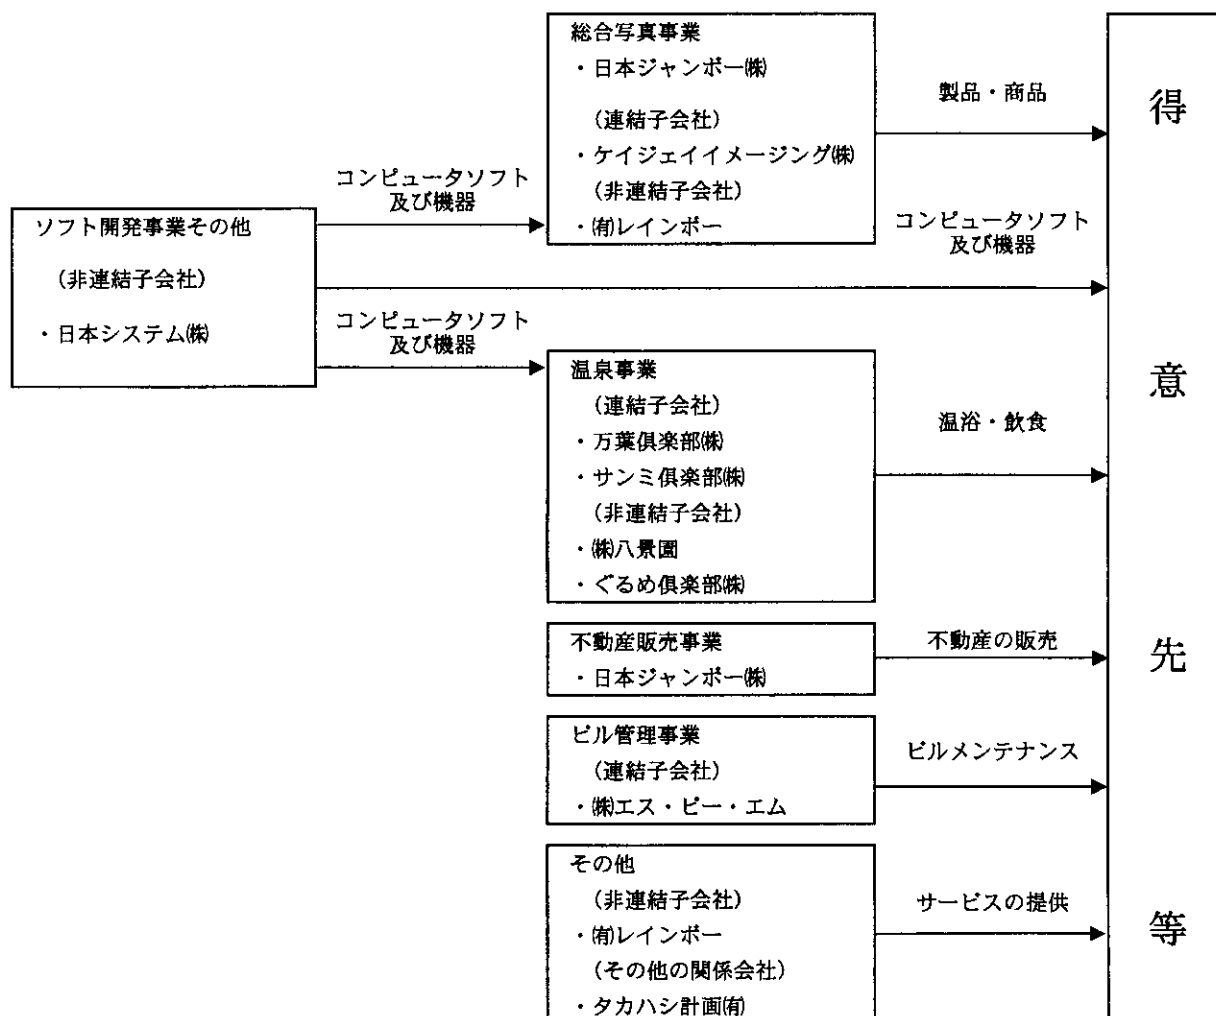 総合写真事業
・日本ジャンボー㈱
（連結子会社）
・ケイジェイイメージング㈱
（非連結子会社）
・㈲レインボー
製品・商品
コンピュータソフト
及び機器
ソフト開発事業その他
（非連結子会社）
・日本システム㈱
コンピュータソフト
及び機器
コンピュータソフト
及び機器
温泉事業
（連結子会社）
・万葉倶楽部㈱
・サンミ倶楽部㈱
（非連結子会社）
・㈱八景園
・ぐるめ倶楽部㈱
温浴・飲食
不動産販売事業
・日本ジャンボー㈱
不動産の販売
ビル管理事業
（連結子会社）
・㈱エス・ピー・エム
ビルメンテナンス
その他
（非連結子会社）
・㈲レインボー
（その他の関係会社）
・タカハシ計画㈲
サービスの提供
得意先等